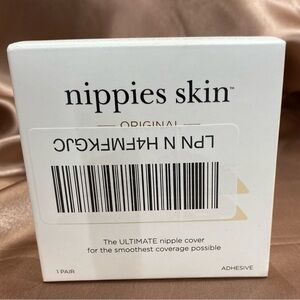 nippies skin™
ORIGINAL
LPN N H4FMFKGJC
The ULTIMATE nipple cover
for the smoothest coverage possible
1 PAIR
ADHESIVE